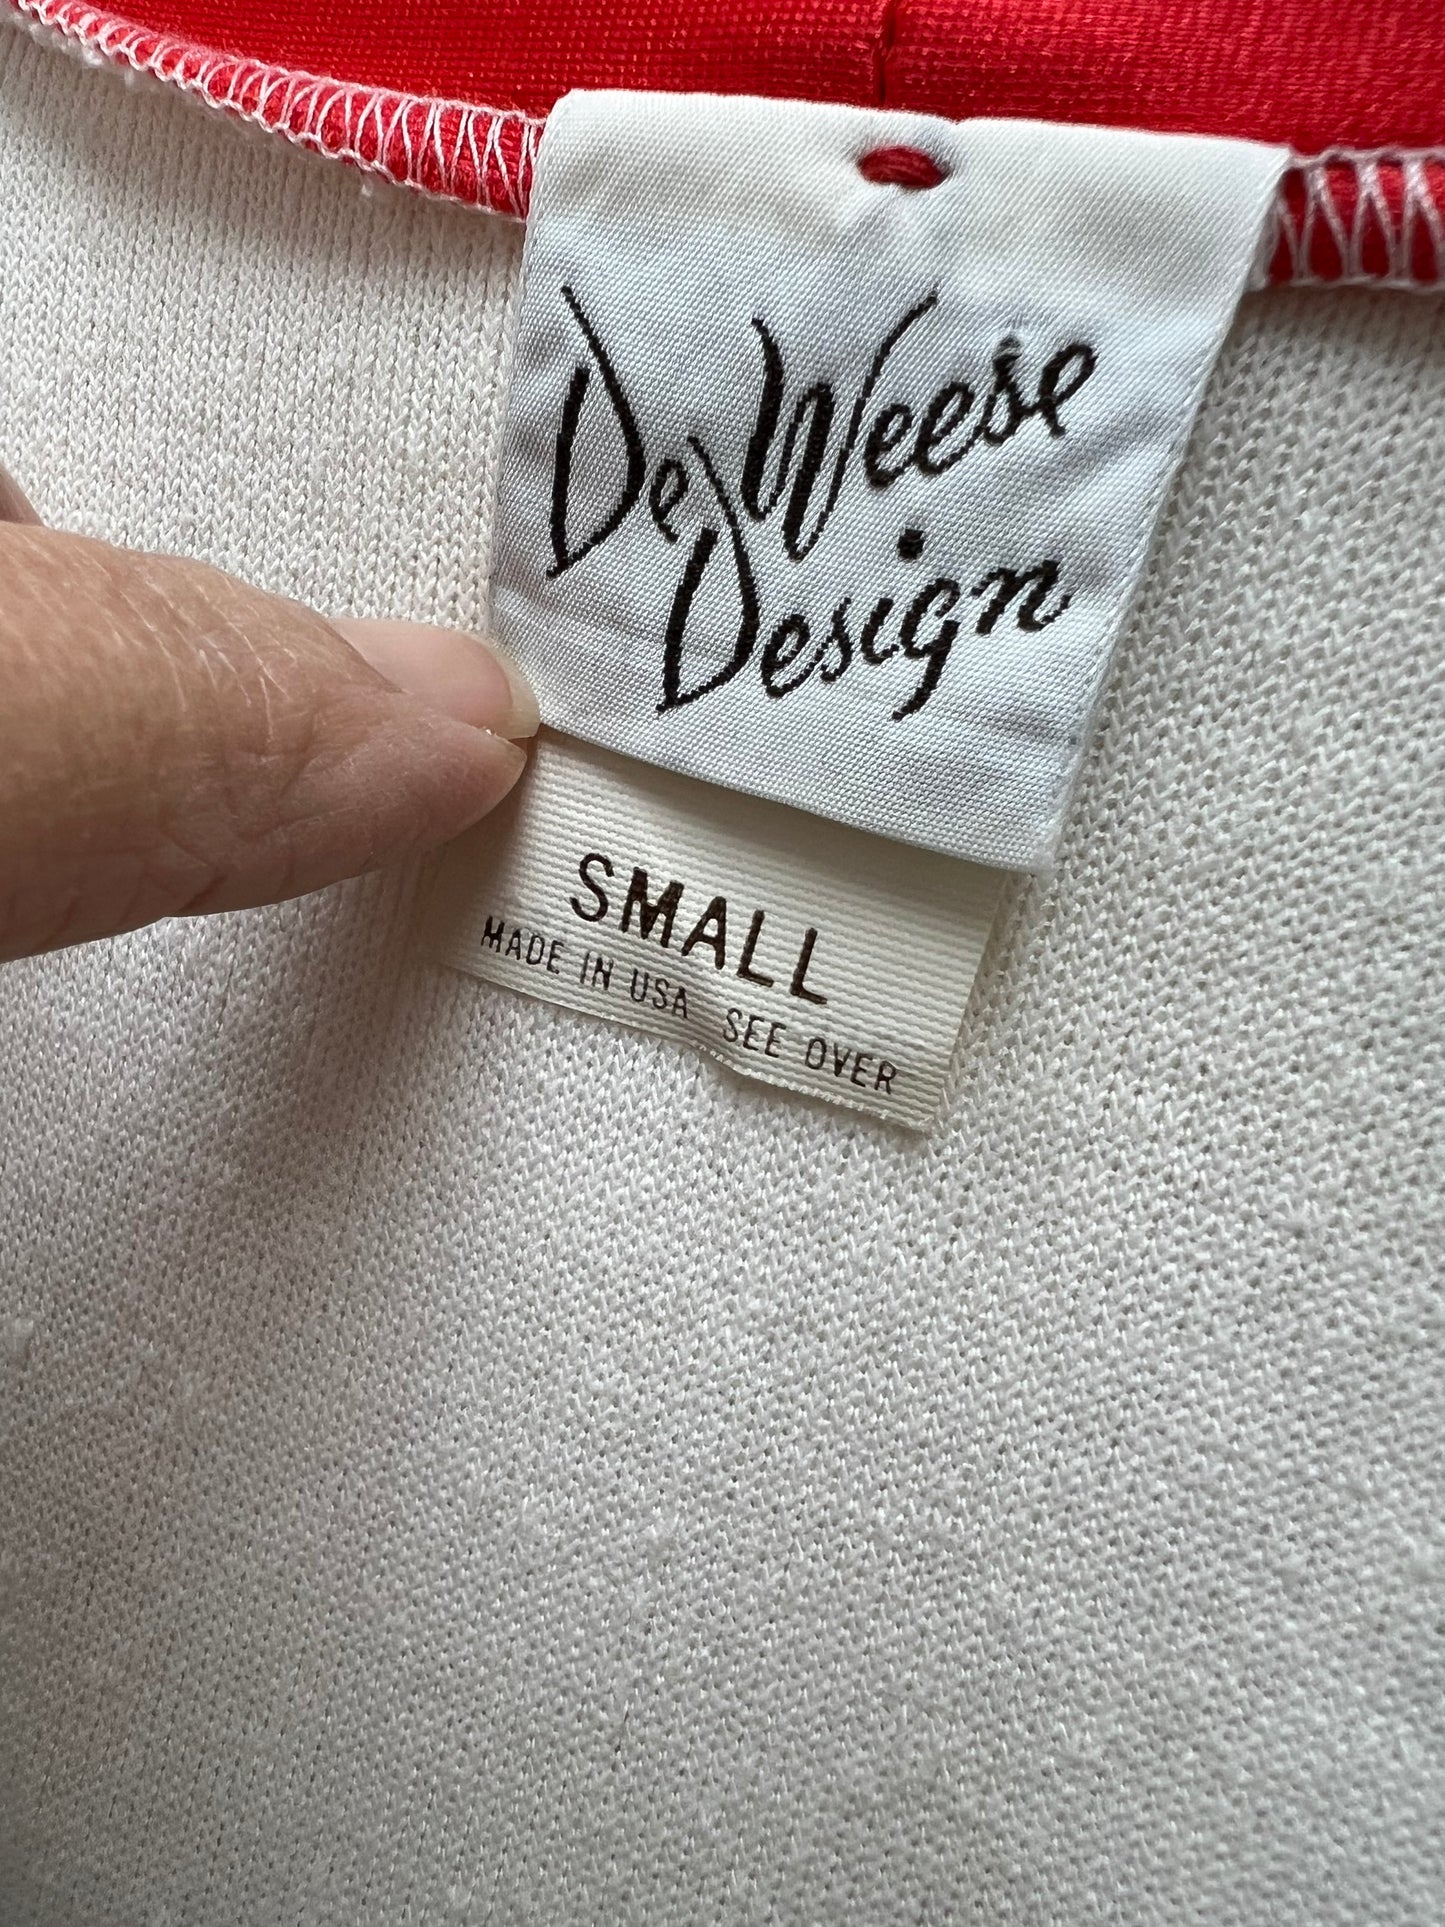 DeWeese
Design
SMALL
MADE IN USA SEE OVER